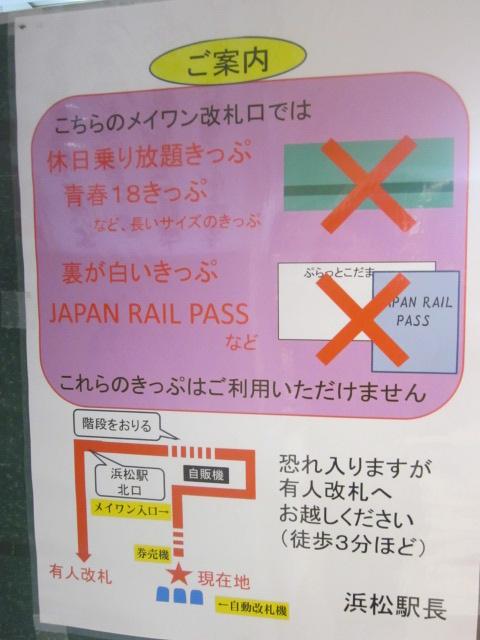 ご案内
こちらのメイワン改札口では
休日乗り放題きっぷ
青春18きっぷ
など、長いサイズのきっぷ
裏が白いきっぷ
JAPAN RAIL PASS
など
ぷらっとこだま
APAN RAIL
PASS
これらのきっぷはご利用いただけません
階段をおりる
浜松駅
北口
自販機
メイワン入口→
券売機
有人改札
現在地
←自動改札機
恐れ入りますが
有人改札へ
お越しください
（徒歩３分ほど）
浜松駅長